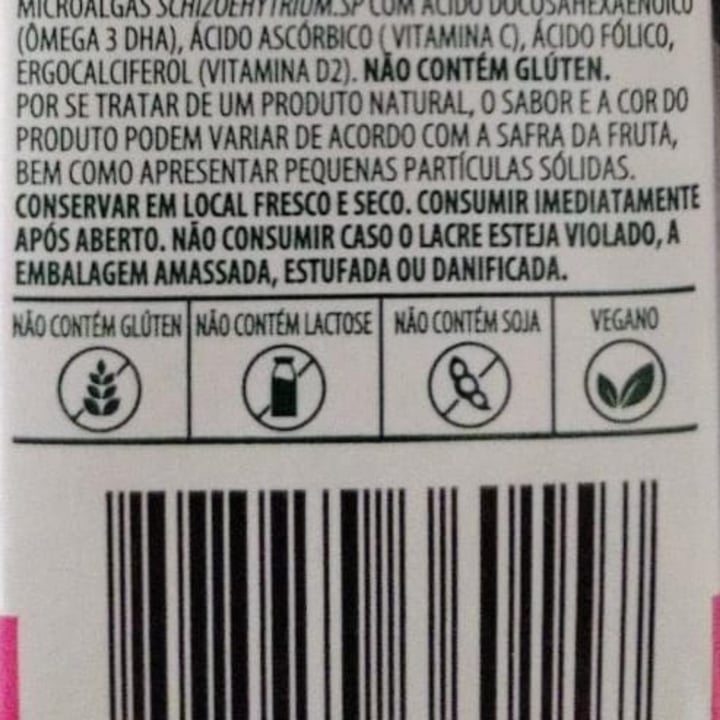 MICROALGAS SCHIZOEHYTRIUM.SP COM ÁCIDO DOCOSAHEXAENOICO
(ÔMEGA 3 DHA), ÁCIDO ASCÓRBICO ( VITAMINA C), ÁCIDO FÓLICO,
ERGOCALCIFEROL (VITAMINA D2). NÃO CONTÉM GLÚTEN.
POR SE TRATAR DE UM PRODUTO NATURAL, O SABOR E A COR DO
PRODUTO PODEM VARIAR DE ACORDO COM A SAFRA DA FRUTA,
BEM COMO APRESENTAR PEQUENAS PARTÍCULAS SÓLIDAS.
CONSERVAR EM LOCAL FRESCO E SECO. CONSUMIR IMEDIATAMENTE
APÓS ABERTO. NÃO CONSUMIR CASO O LACRE ESTEJA VIOLADO, A
EMBALAGEM AMASSADA, ESTUFADA OU DANIFICADA.
NÃO CONTÉM GLÚTEN
NÃO CONTÉM LACTOSE
NÃO CONTÉM SOJA
VEGANO